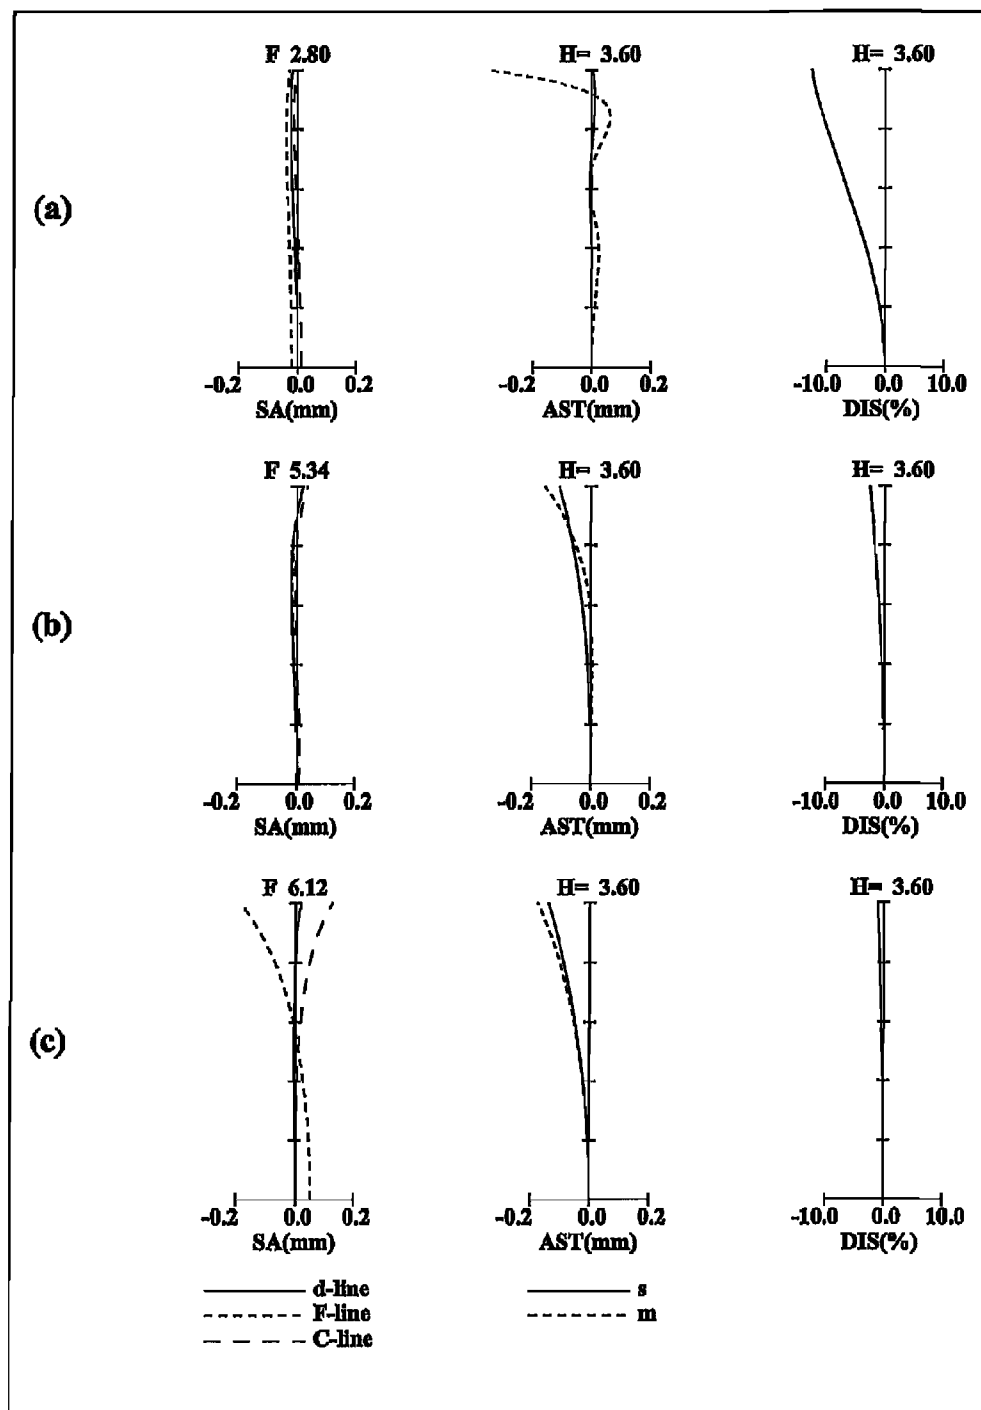 F 2.80 H= 3.60 H= 3.60
(a)
-0.2 0.0 0.2 -0.2 0.0 0.2 -10.0 0.0 10.0
SA(mm) AST(mm) DIS(%)
F 5.34 H= 3.60 H= 3.60
(b)
-0.2 0.0 0.2 -0.2 0.0 0.2 -10.0 0.0 10.0
SA(mm) AST(mm) DIS(%)
F 6.12 H= 3.60 H= 3.60
(c)
-0.2 0.0 0.2 -0.2 0.0 0.2 -10.0 0.0 10.0
SA(mm) AST(mm) DIS(%)
d-line s
F-line m
C-line